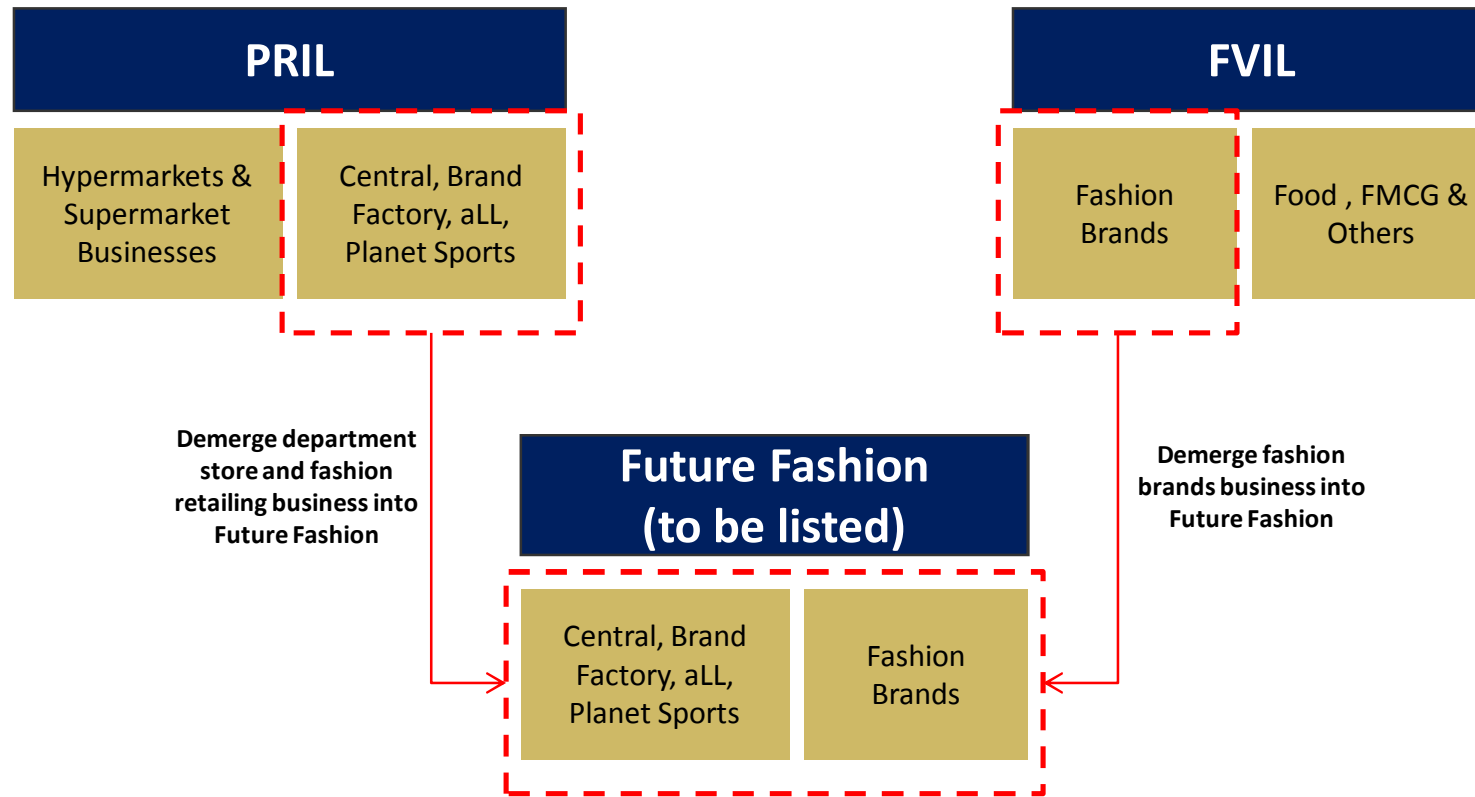 PRIL
FVIL
Hypermarkets &
Supermarket
Businesses
Central, Brand
Factory, aLL,
Planet Sports
Fashion
Brands
Food , FMCG &
Others
Demerge department
store and fashion
retailing business into
Future Fashion
Future Fashion
(to be listed)
Demerge fashion
brands business into
Future Fashion
Central, Brand
Factory, aLL,
Planet Sports
Fashion
Brands